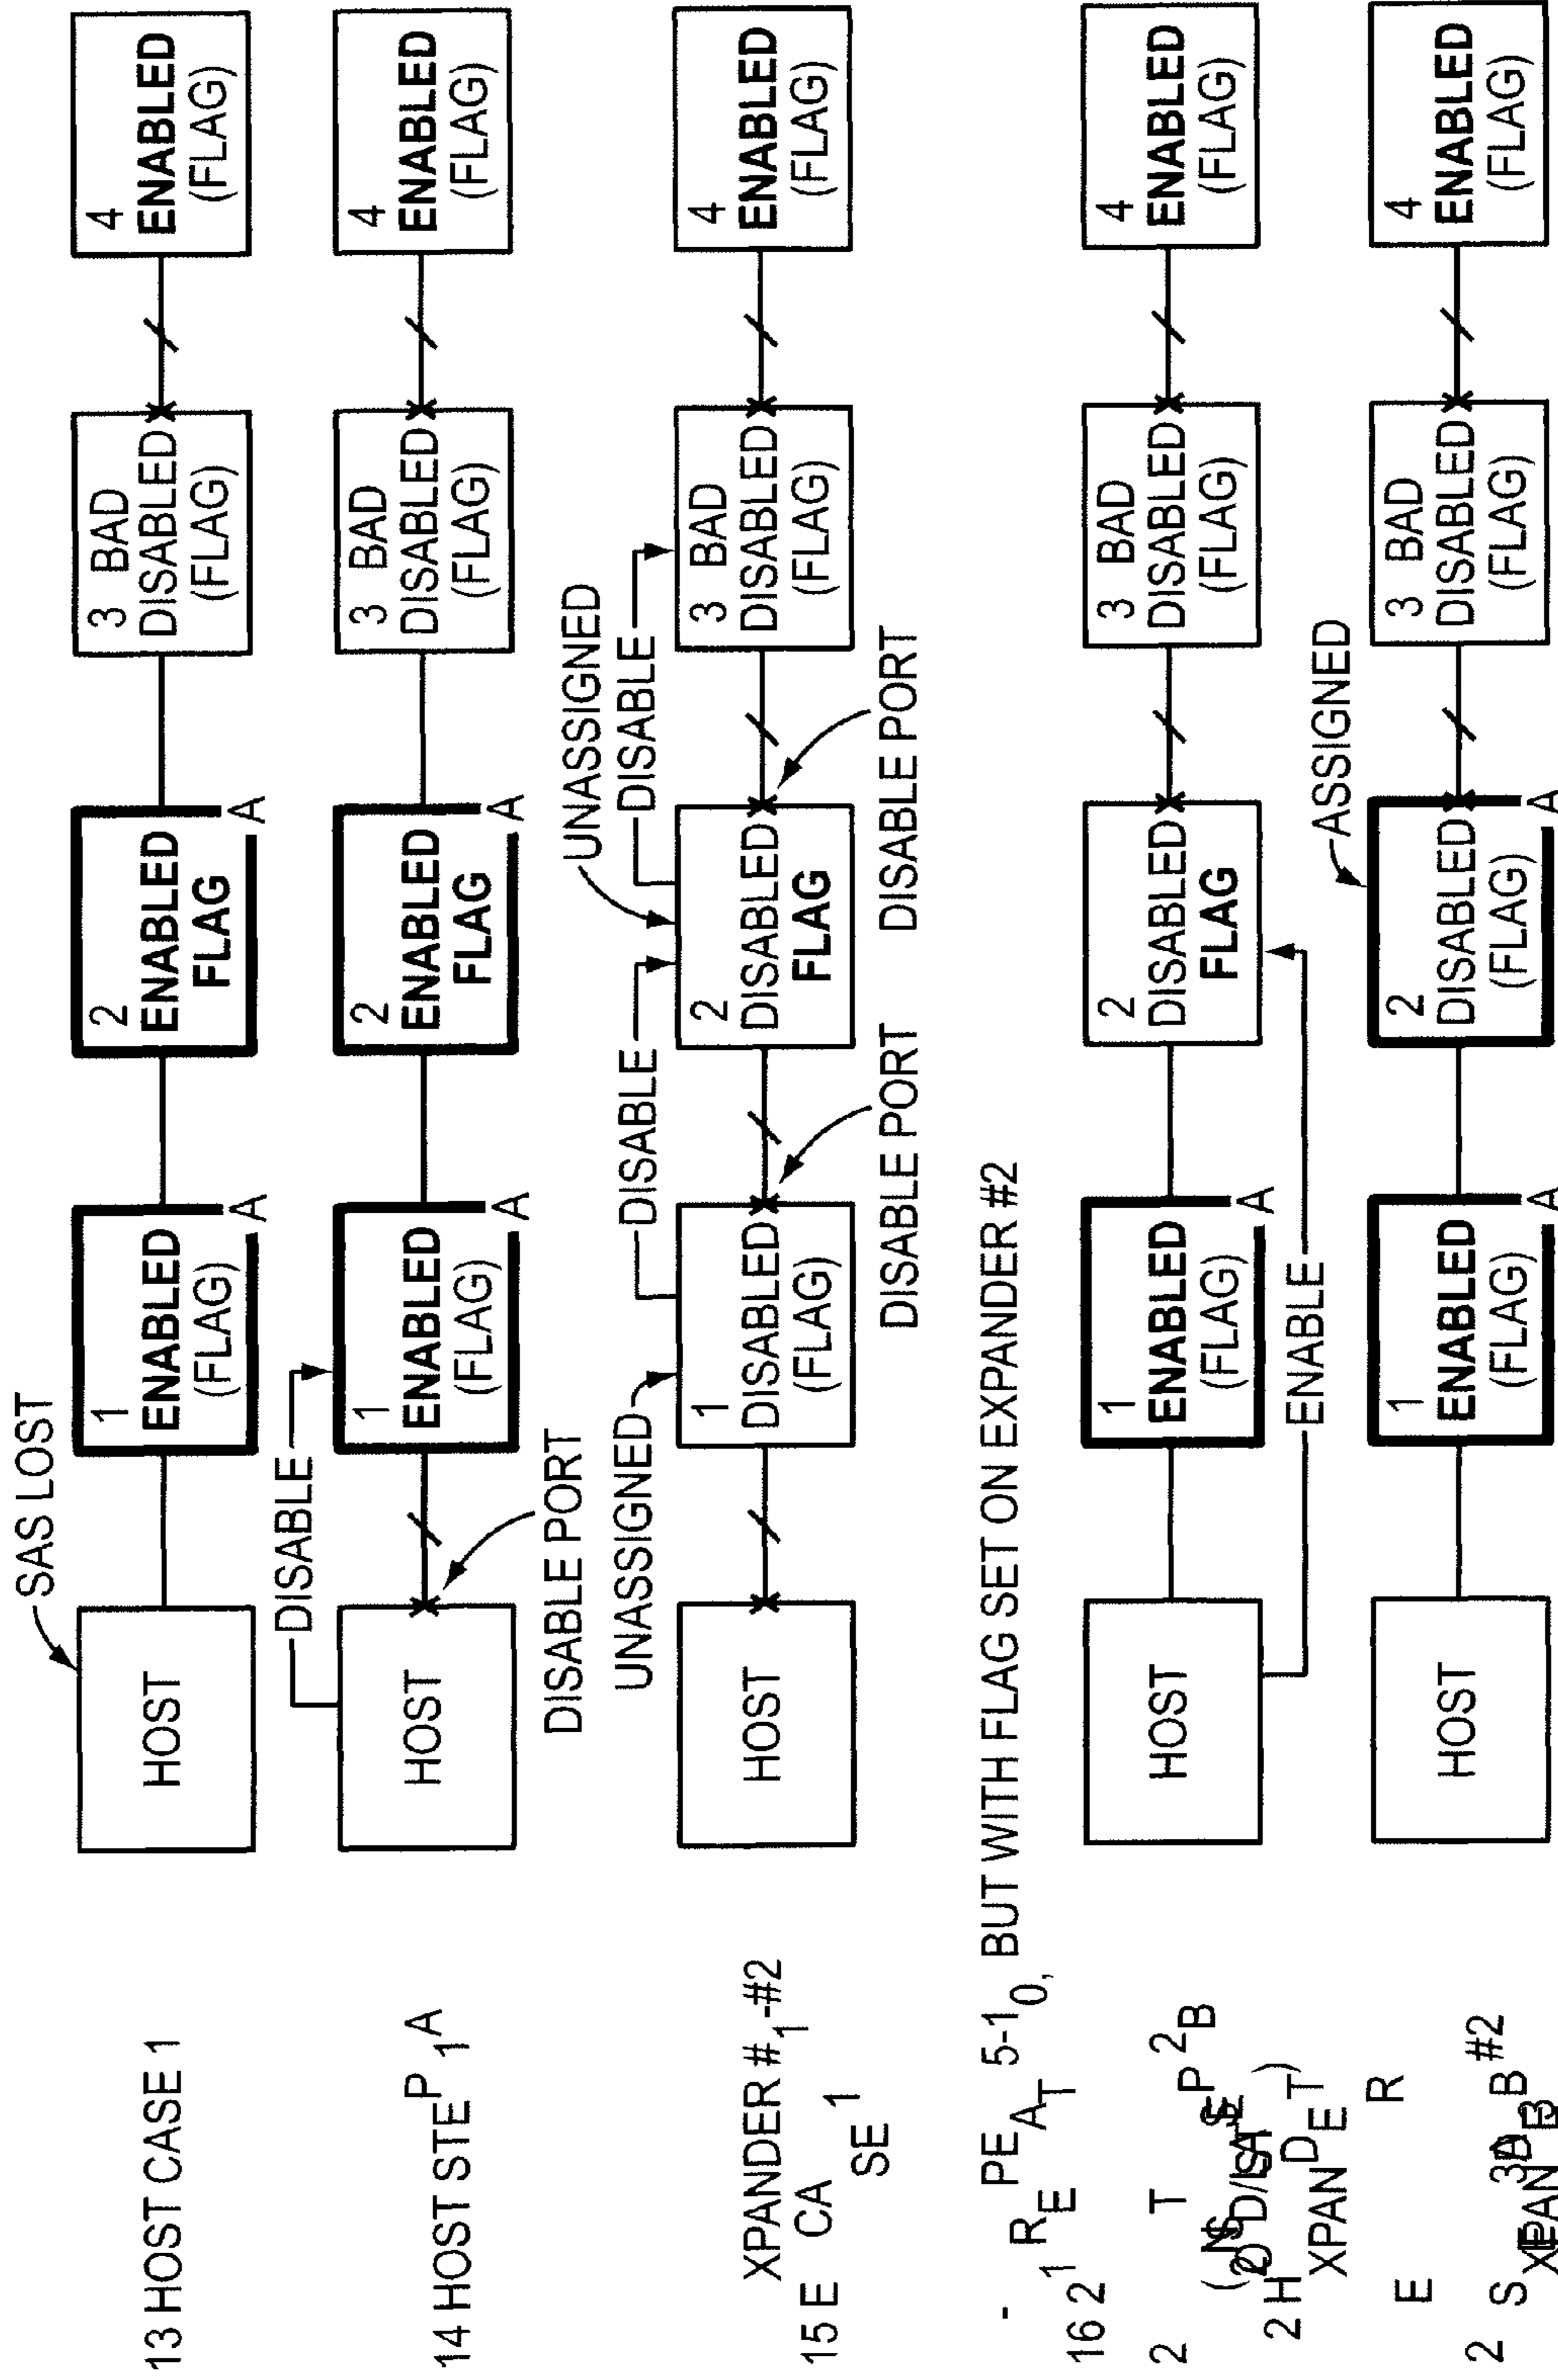 13 HOST CASE 1
SAS LOST
HOST
1
ENABLED
(FLAG)
A
2
ENABLED
FLAG
A
3 BAD
DISABLED
(FLAG)
4
ENABLED
(FLAG)
14 HOST STEP 1A
DISABLE
HOST
DISABLE PORT
1
ENABLED
(FLAG)
A
2
ENABLED
FLAG
A
3 BAD
DISABLED
(FLAG)
4
ENABLED
(FLAG)
15 EXPANDER #1-#2
CASE 1
HOST
UNASSIGNED
1
DISABLED
(FLAG)
DISABLE
DISABLE PORT
UNASSIGNED
2
DISABLED
FLAG
DISABLE
DISABLE PORT
3 BAD
DISABLED
(FLAG)
4
ENABLED
(FLAG)
REPEAT 5-10, BUT WITH FLAG SET ON EXPANDER #2
HOST
ENABLE
1
ENABLED
(FLAG)
A
2
DISABLED
FLAG
3 BAD
DISABLED
(FLAG)
4
ENABLED
(FLAG)
#2
HOST
1
ENABLED
(FLAG)
A
ASSIGNED
2
DISABLED
(FLAG)
A
3 BAD
DISABLED
(FLAG)
4
ENABLED
(FLAG)